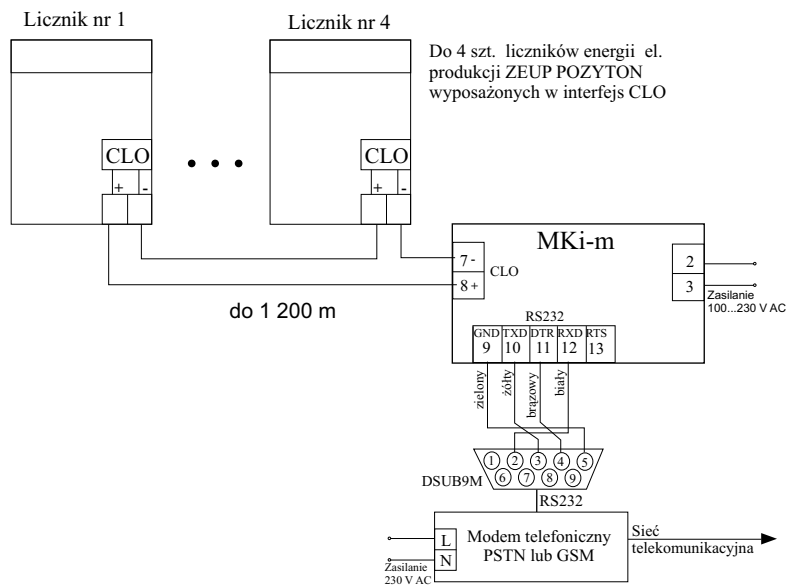 Licznik nr 1
Licznik nr 4
Do 4 szt. liczników energii el.
produkcji ZEUP POZYTON
wyposażonych w interfejs CLO
CLO
+ -
CLO
+ -
MKi-m
7 -
8 +
CLO
2
3
Zasilanie
100...230 V AC
do 1 200 m
RS232
GND TXD DTR RXD RTS
9 10 11 12 13
zielony
żółty
brązowy
biały
1 2 3 4 5
6 7 8 9
DSUB9M
RS232
L
N
Modem telefoniczny
PSTN lub GSM
Sieć
telekomunikacyjna
Zasilanie
230 V AC